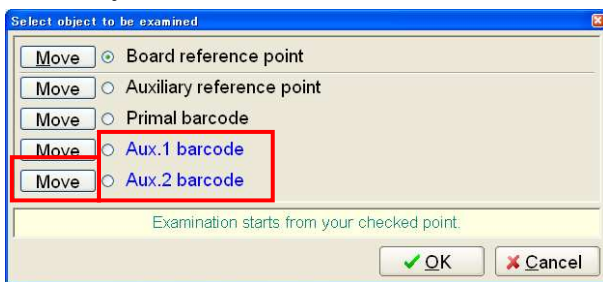 Select object to be examined
Move Board reference point
Move Auxiliary reference point
Move Primal barcode
Move Aux.1 barcode
Move Aux.2 barcode
Examination starts from your checked point.
OK Cancel